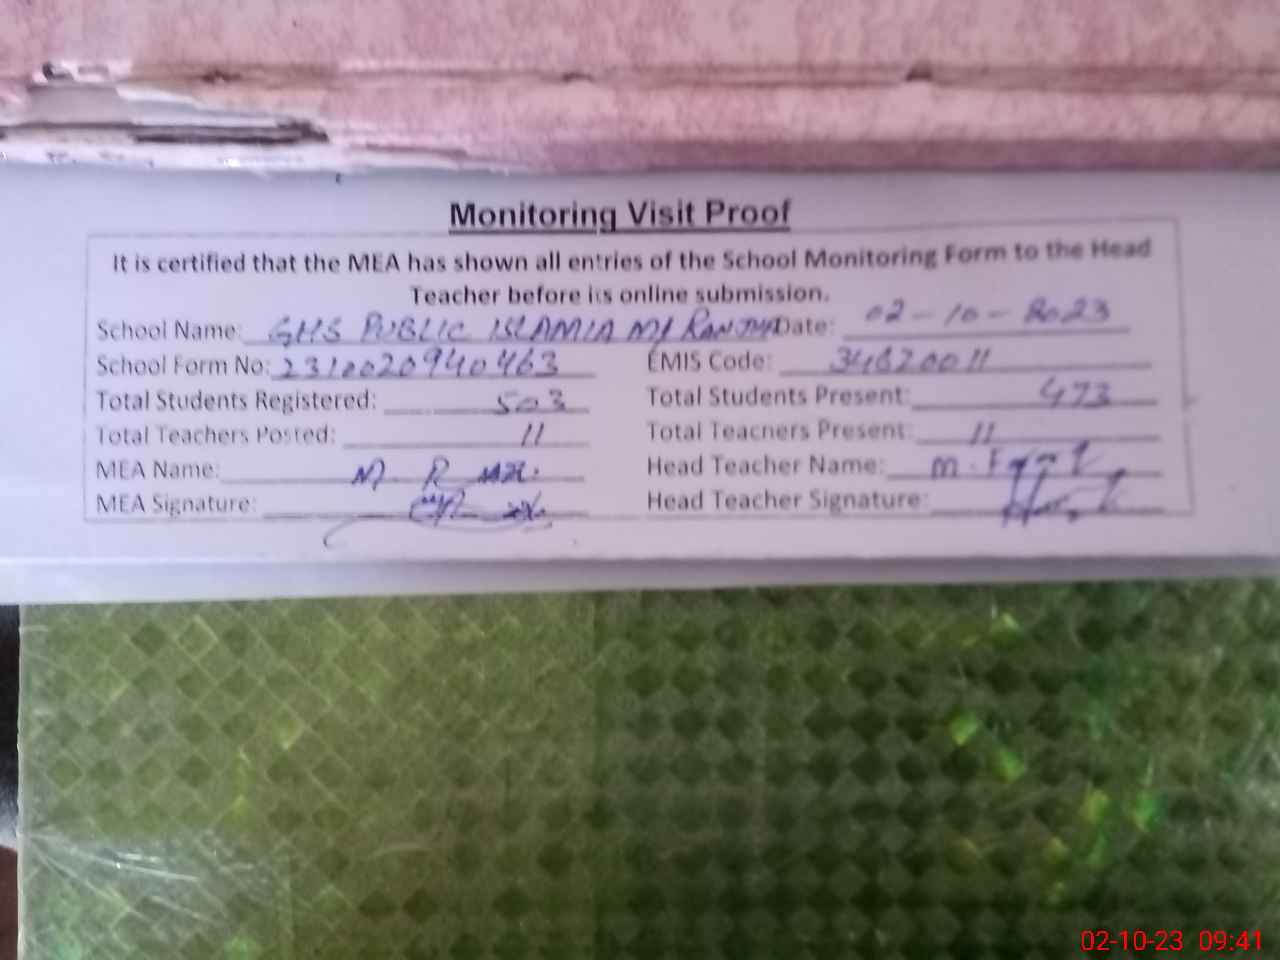 Monitoring Visit Proof
It is certified that the MEA has shown all entries of the School Monitoring Form to the Head
Teacher before its online submission.
School Name: GHS PUBLIC ISLAMIA Date: 02-10-2023
School Form No: 2310020940463 EMIS Code:
Total Students Registered: 503 Total Students Present: 473
Total Teachers Posted: 11 Total Teachers Present: 11
MEA Name: M. R Head Teacher Name: M.
MEA Signature: Head Teacher Signature:
02-10-23 09:41